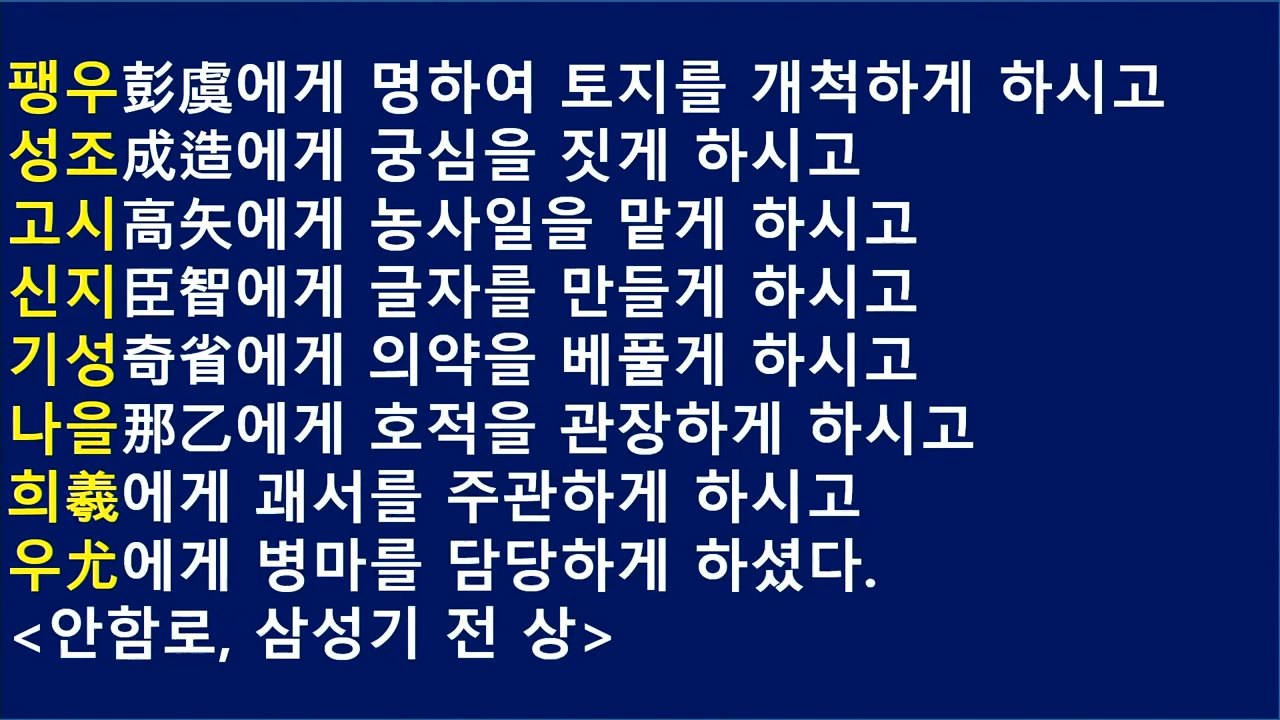 팽우彭虞에게 명하여 토지를 개척하게 하시고
성조成造에게 궁심을 짓게 하시고
고시高矢에게 농사일을 맡게 하시고
신지臣智에게 글자를 만들게 하시고
기성奇省에게 의약을 베풀게 하시고
나을那乙에게 호적을 관장하게 하시고
희羲에게 괘서를 주관하게 하시고
우尤에게 병마를 담당하게 하셨다.
<안함로, 삼성기 전 상>